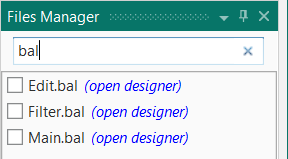 Files Manager
bal
Edit.bal (open designer)
Filter.bal (open designer)
Main.bal (open designer)